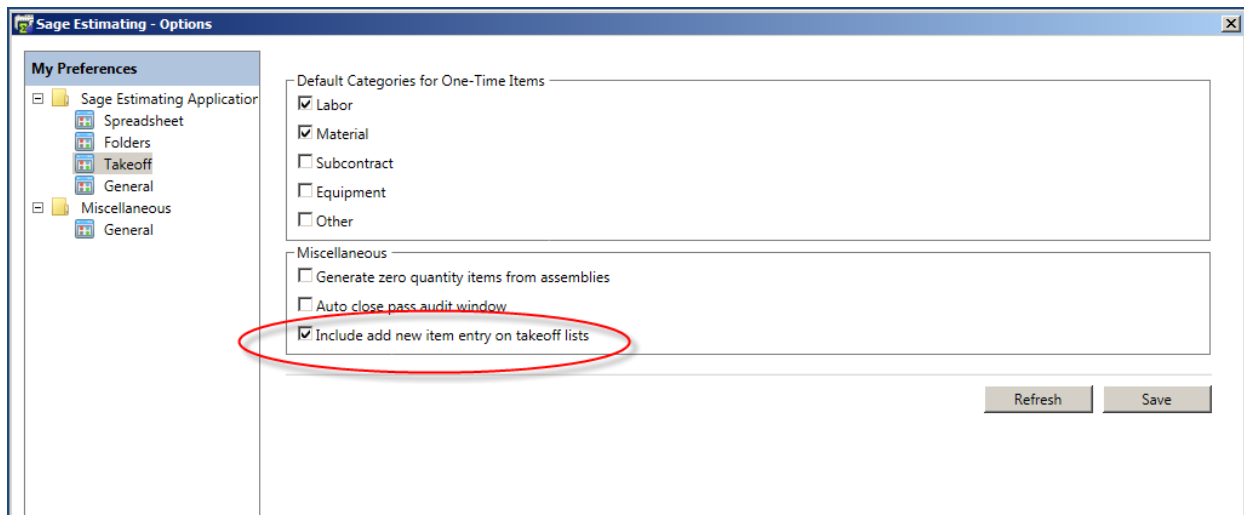 Sage Estimating - Options
My Preferences
Sage Estimating Application
Spreadsheet
Folders
Takeoff
General
Miscellaneous
General
Default Categories for One-Time Items
Labor
Material
Subcontract
Equipment
Other
Miscellaneous
Generate zero quantity items from assemblies
Auto close pass audit window
Include add new item entry on takeoff lists
Refresh Save